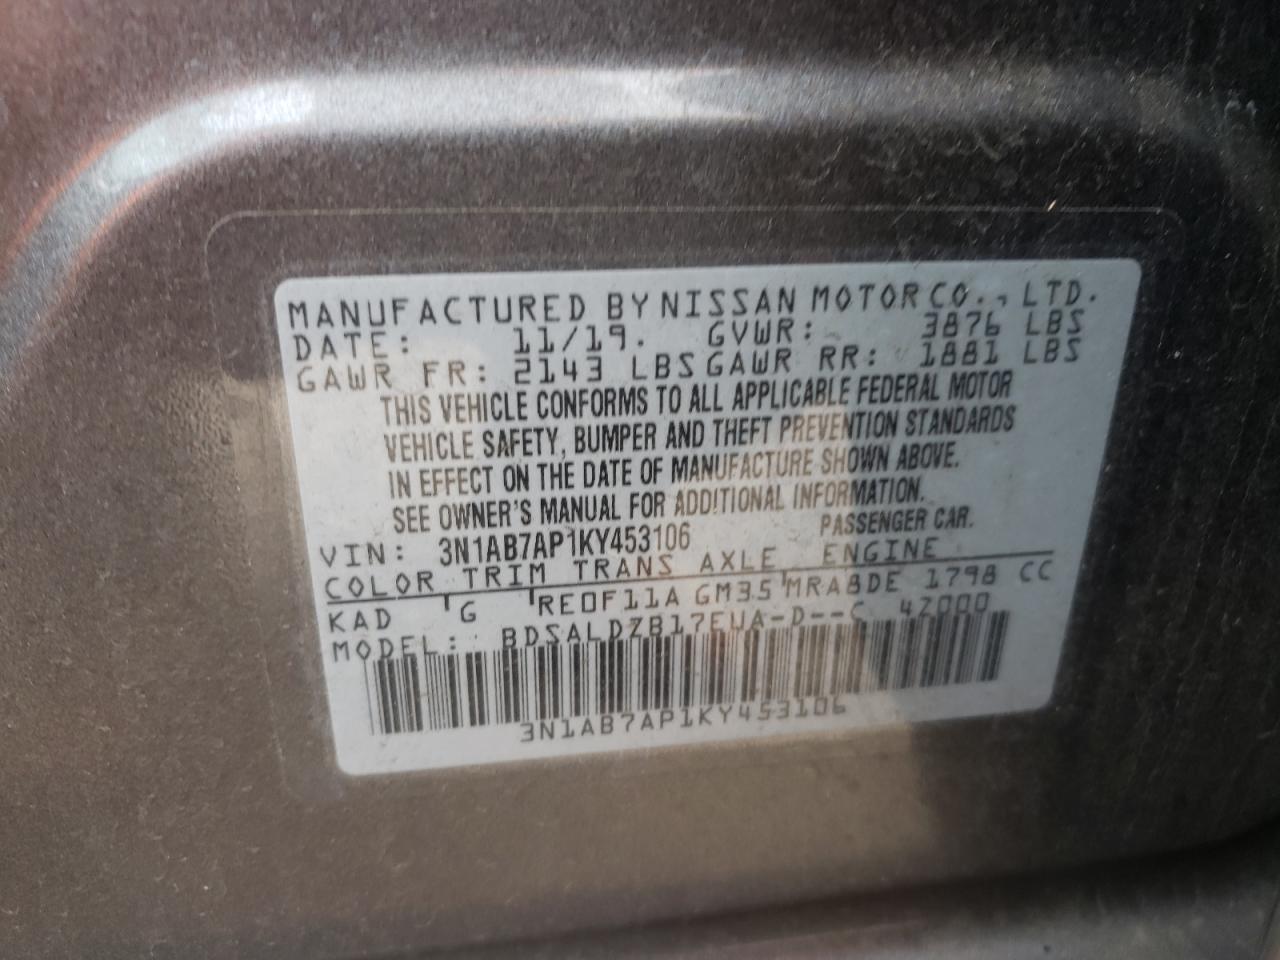 MANUFACTURED BY NISSAN MOTOR CO., LTD.
DATE: 11/19. GVWR: 3876 LBS
GAWR FR: 2143 LBS GAWR RR: 1881 LBS
THIS VEHICLE CONFORMS TO ALL APPLICABLE FEDERAL MOTOR
VEHICLE SAFETY, BUMPER AND THEFT PREVENTION STANDARDS
IN EFFECT ON THE DATE OF MANUFACTURE SHOWN ABOVE.
SEE OWNER'S MANUAL FOR ADDITIONAL INFORMATION.
PASSENGER CAR.
VIN: 3N1AB7AP1KY453106
COLOR TRIM TRANS AXLE ENGINE
KAD G RE0F11A GM35 MRA8DE 1798 CC
MODEL: BDSALDZB17EUA-D--C 4Z000
3N1AB7AP1KY453106